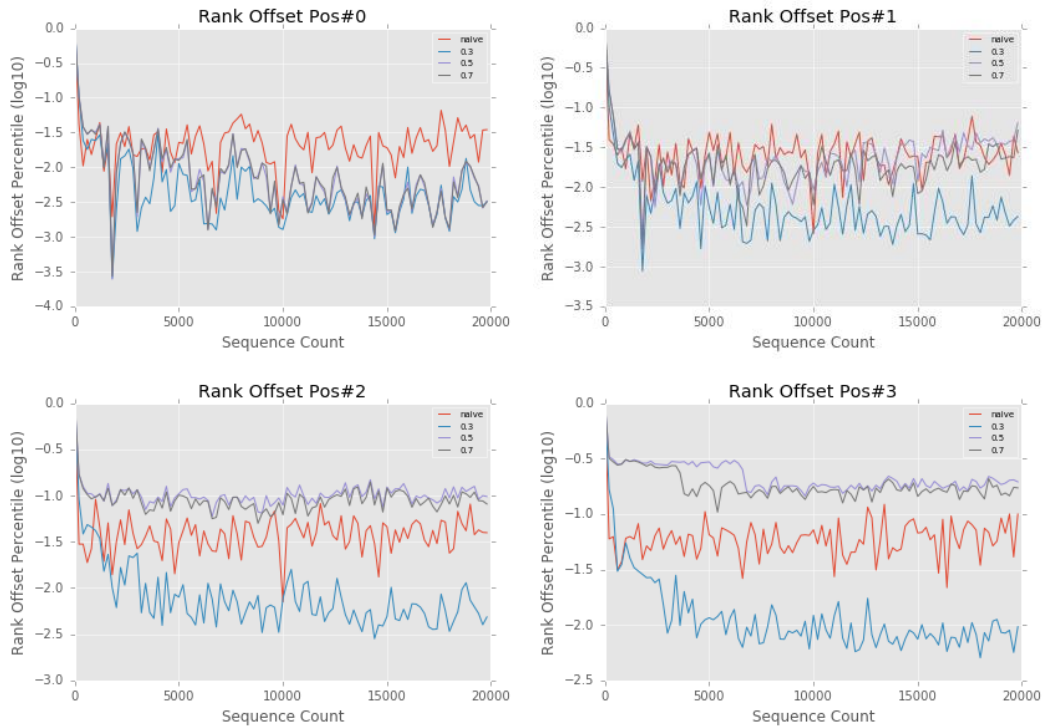 Rank Offset Pos#0
Rank Offset Percentile (log10)
0.0
−0.5
−1.0
−1.5
−2.0
−2.5
−3.0
−3.5
−4.0
naive
0.3
0.5
0.7
0 5000 10000 15000 20000
Sequence Count
Rank Offset Pos#1
Rank Offset Percentile (log10)
0.0
−0.5
−1.0
−1.5
−2.0
−2.5
−3.0
−3.5
naive
0.3
0.5
0.7
0 5000 10000 15000 20000
Sequence Count
Rank Offset Pos#2
Rank Offset Percentile (log10)
0.0
−0.5
−1.0
−1.5
−2.0
−2.5
−3.0
naive
0.3
0.5
0.7
0 5000 10000 15000 20000
Sequence Count
Rank Offset Pos#3
Rank Offset Percentile (log10)
0.0
−0.5
−1.0
−1.5
−2.0
−2.5
naive
0.3
0.5
0.7
0 5000 10000 15000 20000
Sequence Count